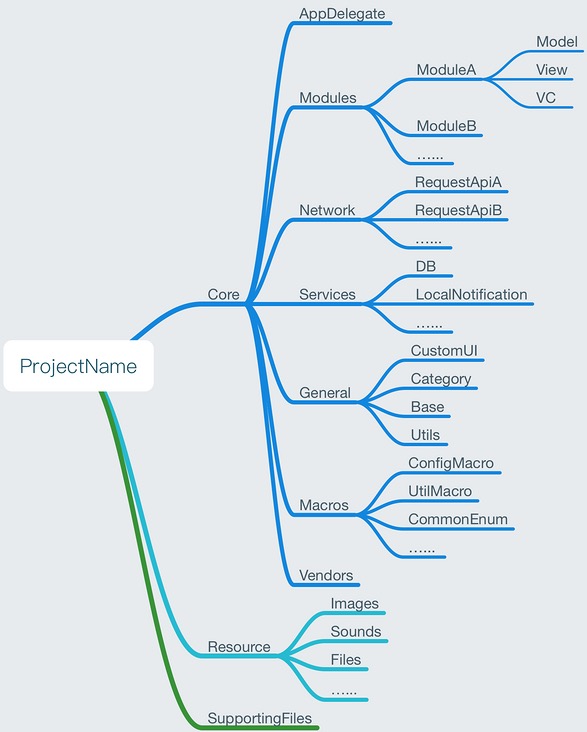 AppDelegate
Model
ModuleA
View
Modules
VC
ModuleB
......
RequestApiA
Network
RequestApiB
......
DB
Core
Services
LocalNotification
......
CustomUI
ProjectName
Category
General
Base
Utils
ConfigMacro
UtilMacro
Macros
CommonEnum
......
Vendors
Images
Sounds
Resource
Files
......
SupportingFiles